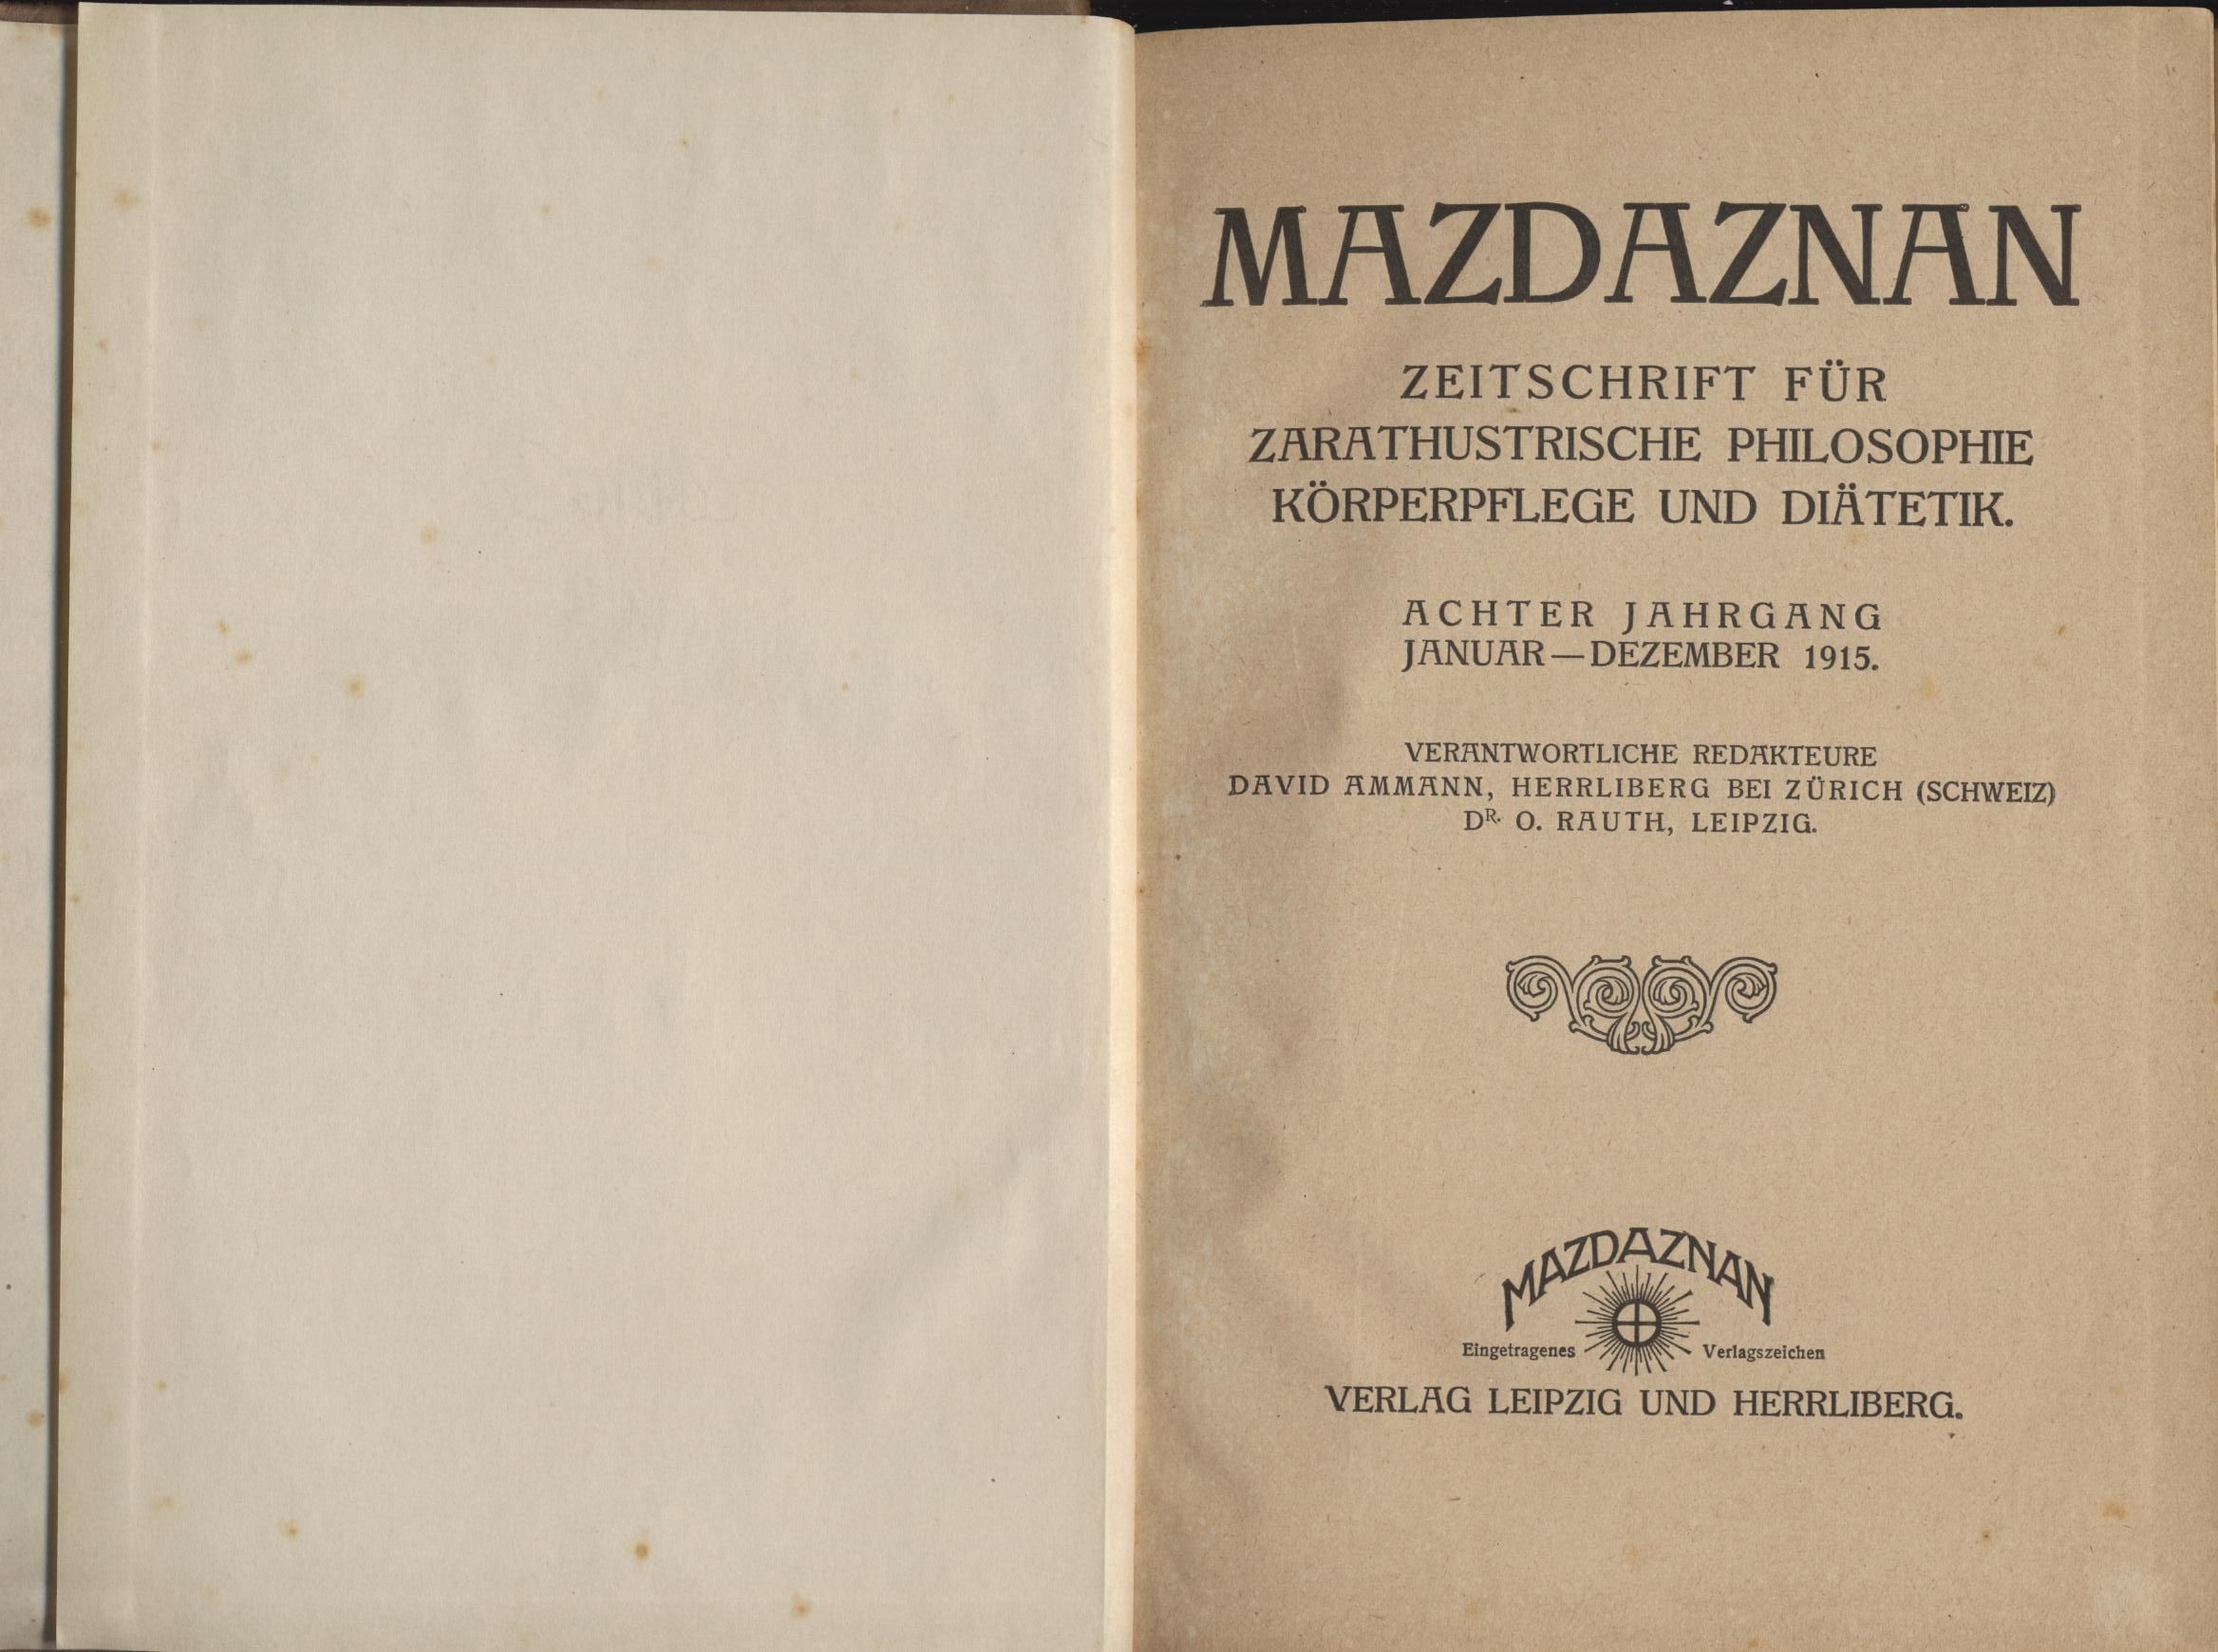 MAZDAZNAN
ZEITSCHRIFT FÜR
ZARATHUSTRISCHE PHILOSOPHIE
KÖRPERPFLEGE UND DIÄTETIK.
ACHTER JAHRGANG
JANUAR—DEZEMBER 1915.
VERANTWORTLICHE REDAKTEURE
DAVID AMMANN, HERRLIBERG BEI ZÜRICH (SCHWEIZ)
DR. O. RAUTH, LEIPZIG.
MAZDAZNAN
Eingetragenes Verlagszeichen
VERLAG LEIPZIG UND HERRLIBERG.